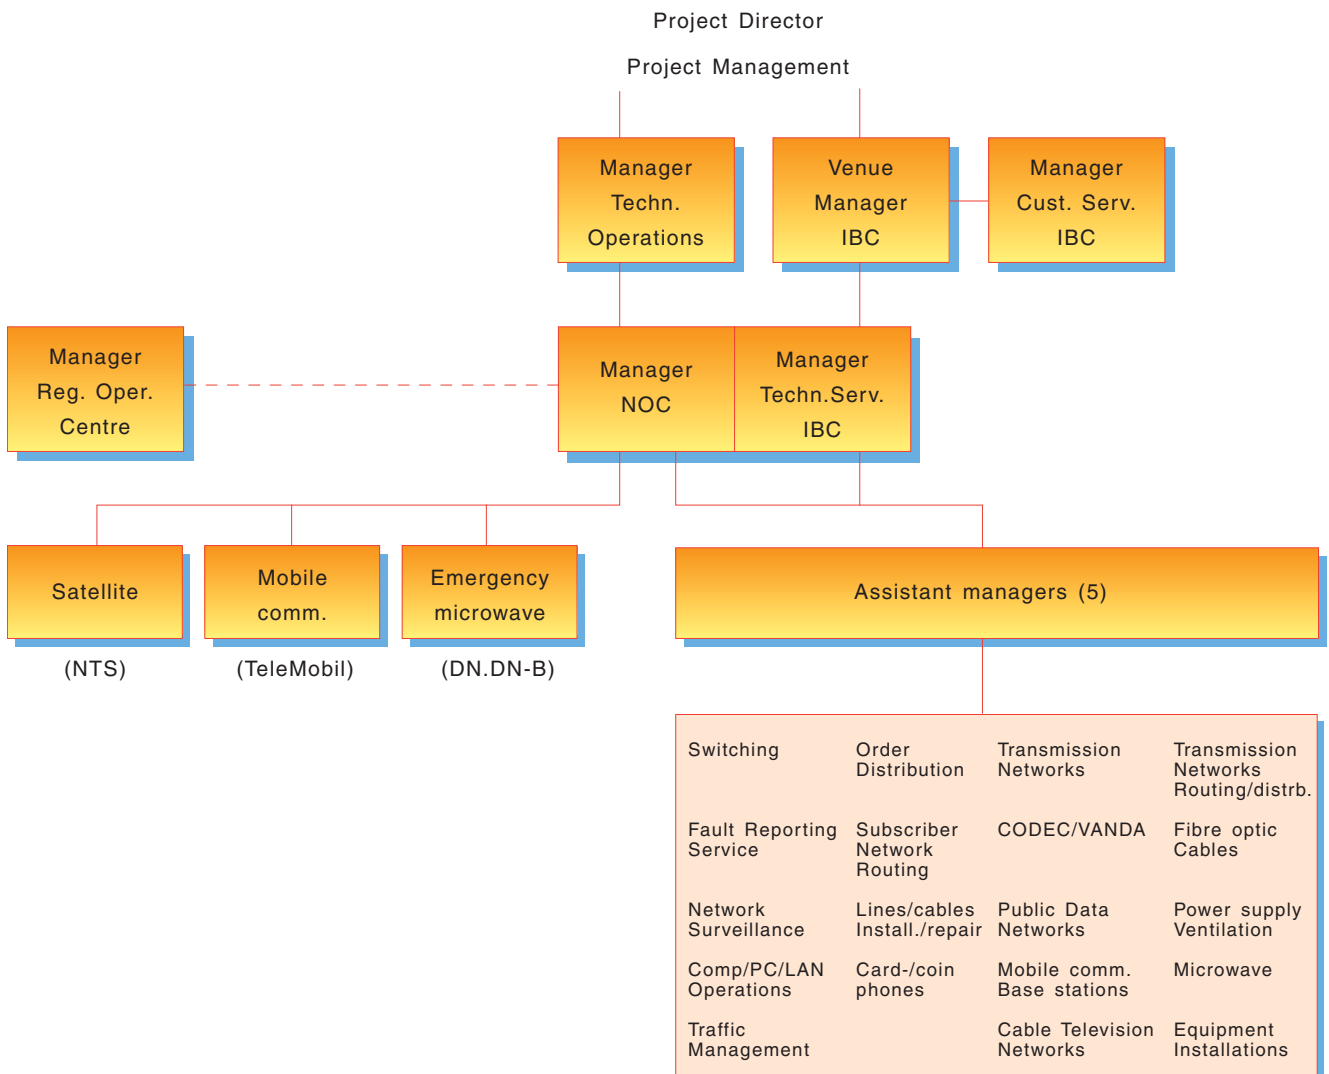 Project Director
Project Management
Manager
Techn.
Operations
Venue
Manager
IBC
Manager
Cust. Serv.
IBC
Manager
Reg. Oper.
Centre
Manager
NOC
Manager
Techn.Serv.
IBC
Satellite
(NTS)
Mobile
comm.
(TeleMobil)
Emergency
microwave
(DN.DN-B)
Assistant managers (5)
Switching
Order
Distribution
Transmission
Networks
Transmission
Networks
Routing/distrb.
Fault Reporting
Service
Subscriber
Network
Routing
CODEC/VANDA
Fibre optic
Cables
Network
Surveillance
Lines/cables
Install./repair
Public Data
Networks
Power supply
Ventilation
Comp/PC/LAN
Operations
Card-/coin
phones
Mobile comm.
Base stations
Microwave
Traffic
Management
Cable Television
Networks
Equipment
Installations